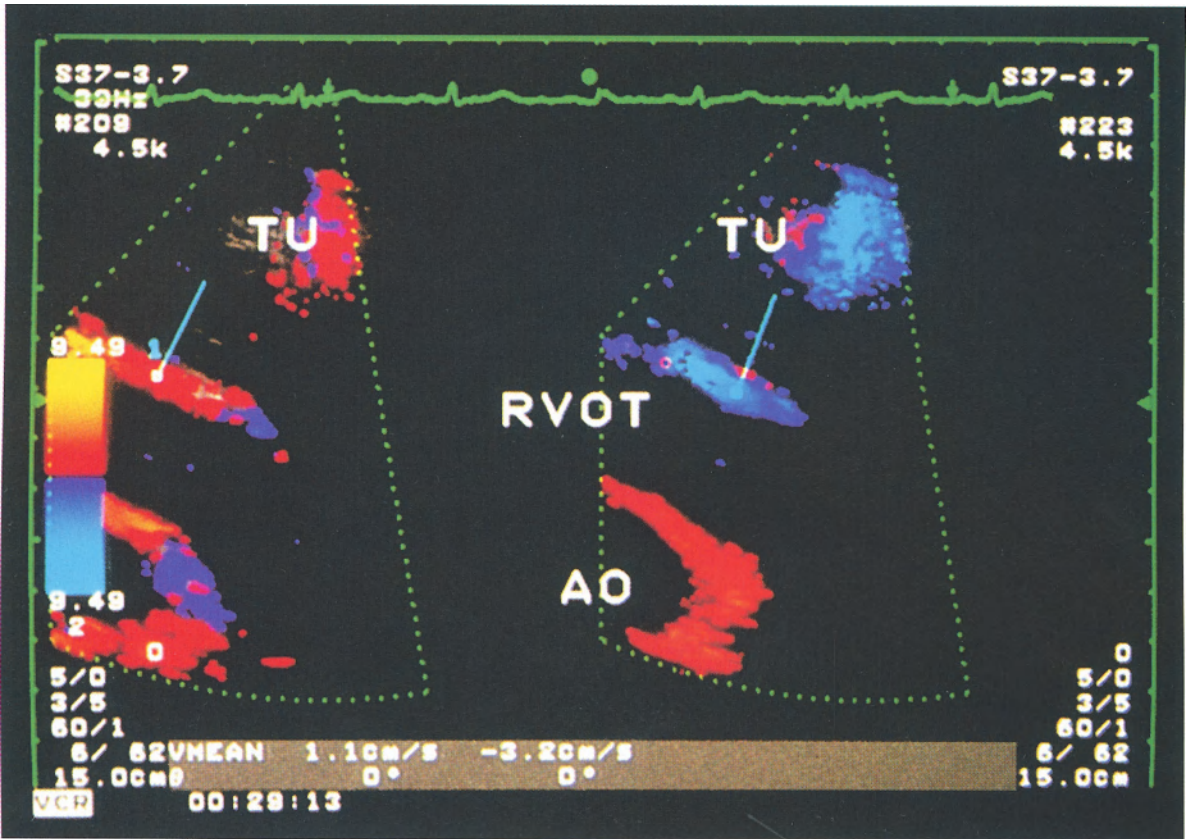 S37-3.7
S37-3.7
#209
4.5k
#223
4.5k
TU
TU
9.49
1
RVOT
AO
9.49
2
0
5/0
3/5
60/1
6/ 62
15.0cm
0
5/0
3/5
60/1
6/ 62
15.0cm
VMEAN 1.1cm/s -3.2cm/s
0° 0°
VCR
00:29:13